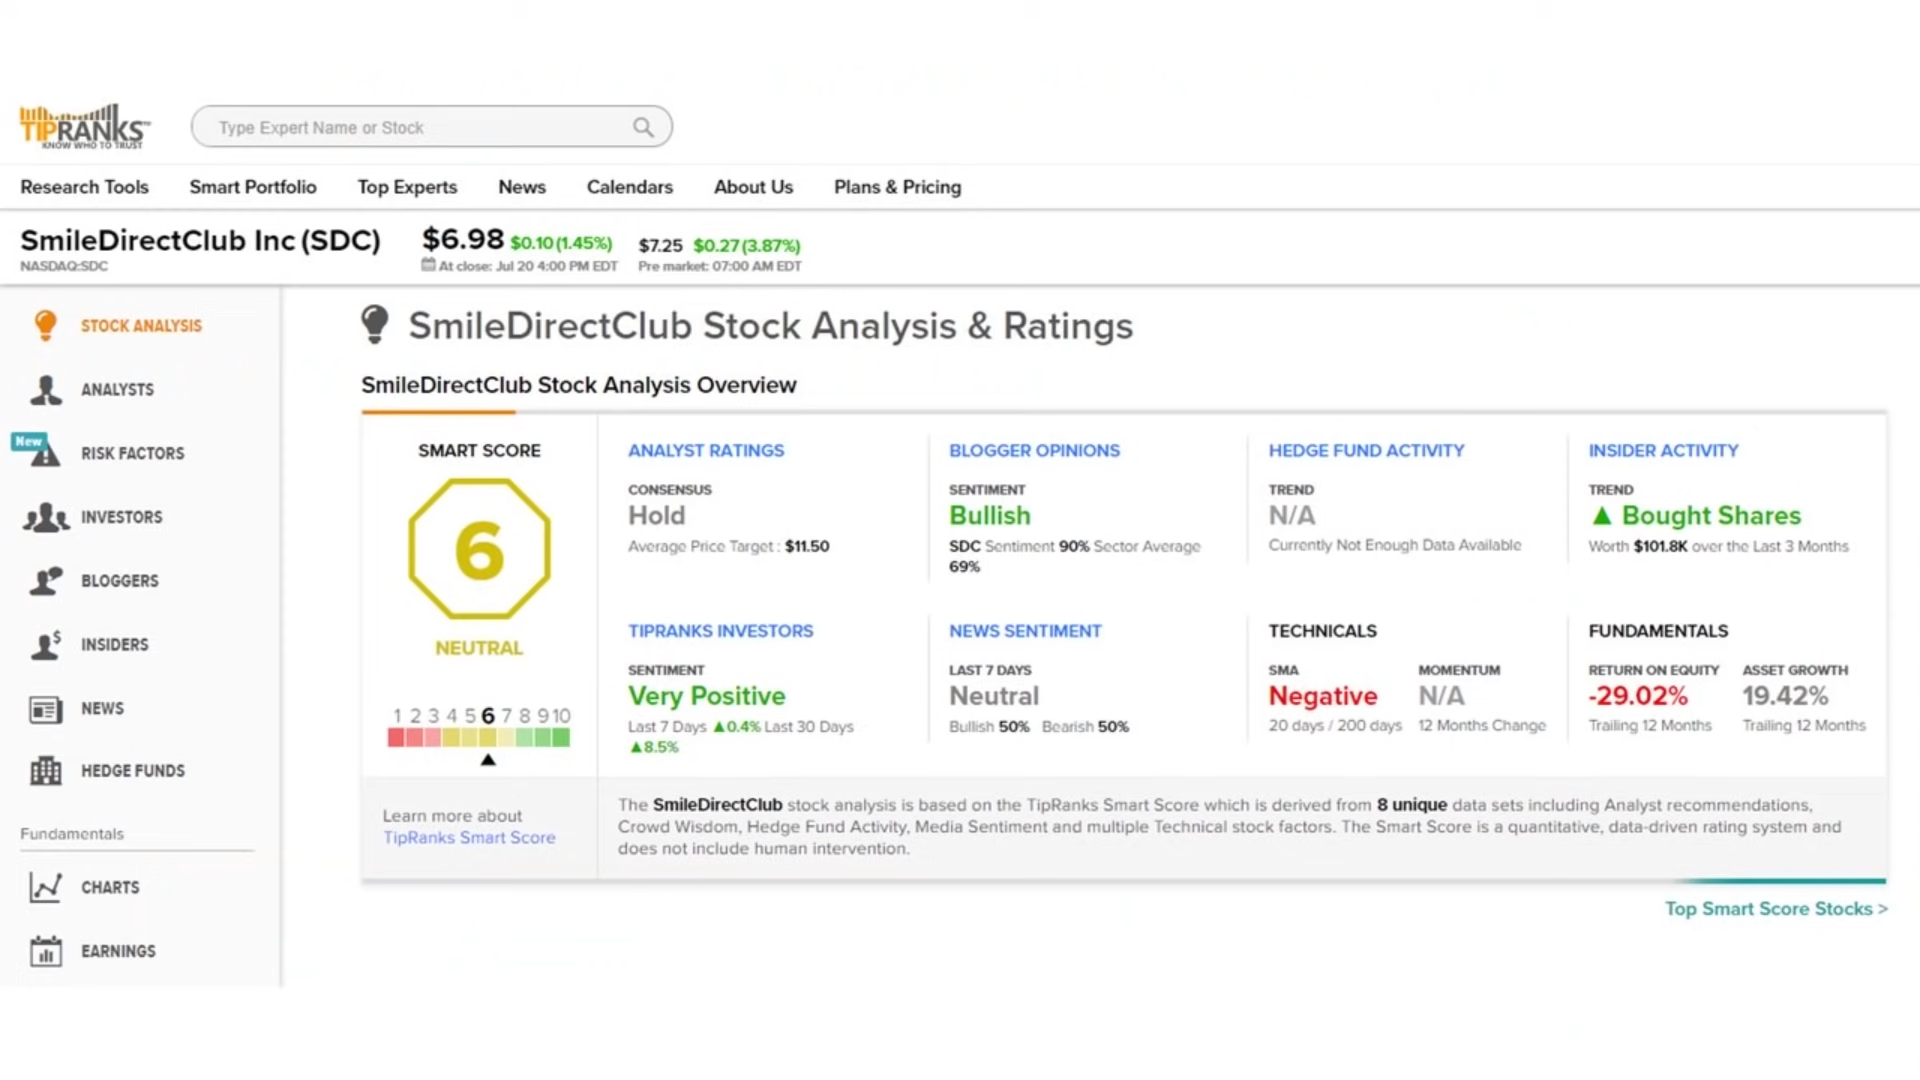 TIPRANKS™
KNOW WHO TO TRUST
Type Expert Name or Stock
Research Tools Smart Portfolio Top Experts News Calendars About Us Plans & Pricing
SmileDirectClub Inc (SDC) $6.98 $0.10 (1.45%) $7.25 $0.27 (3.87%)
NASDAQ:SDC At close: Jul 20 4:00 PM EDT Pre market: 07:00 AM EDT
STOCK ANALYSIS
ANALYSTS
New
RISK FACTORS
INVESTORS
BLOGGERS
INSIDERS
NEWS
HEDGE FUNDS
Fundamentals
CHARTS
EARNINGS
SmileDirectClub Stock Analysis & Ratings
SmileDirectClub Stock Analysis Overview
SMART SCORE
6
NEUTRAL
1 2 3 4 5 6 7 8 9 10
Learn more about
TipRanks Smart Score
ANALYST RATINGS
CONSENSUS
Hold
Average Price Target : $11.50
BLOGGER OPINIONS
SENTIMENT
Bullish
SDC Sentiment 90% Sector Average
69%
HEDGE FUND ACTIVITY
TREND
N/A
Currently Not Enough Data Available
INSIDER ACTIVITY
TREND
▲ Bought Shares
Worth $101.8K over the Last 3 Months
TIPRANKS INVESTORS
SENTIMENT
Very Positive
Last 7 Days ▲0.4% Last 30 Days
▲8.5%
NEWS SENTIMENT
LAST 7 DAYS
Neutral
Bullish 50% Bearish 50%
TECHNICALS
SMA MOMENTUM
Negative N/A
20 days / 200 days 12 Months Change
FUNDAMENTALS
RETURN ON EQUITY ASSET GROWTH
-29.02% 19.42%
Trailing 12 Months Trailing 12 Months
The SmileDirectClub stock analysis is based on the TipRanks Smart Score which is derived from 8 unique data sets including Analyst recommendations,
Crowd Wisdom, Hedge Fund Activity, Media Sentiment and multiple Technical stock factors. The Smart Score is a quantitative, data-driven rating system and
does not include human intervention.
Top Smart Score Stocks >